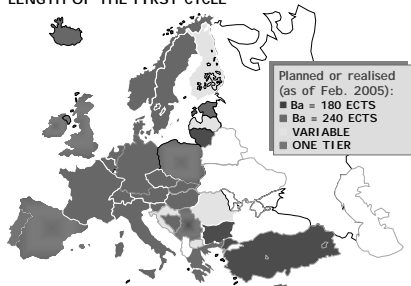 LENGTH OF THE FIRST CYCLE
Planned or realised
(as of Feb. 2005):
Ba = 180 ECTS
Ba = 240 ECTS
VARIABLE
ONE TIER